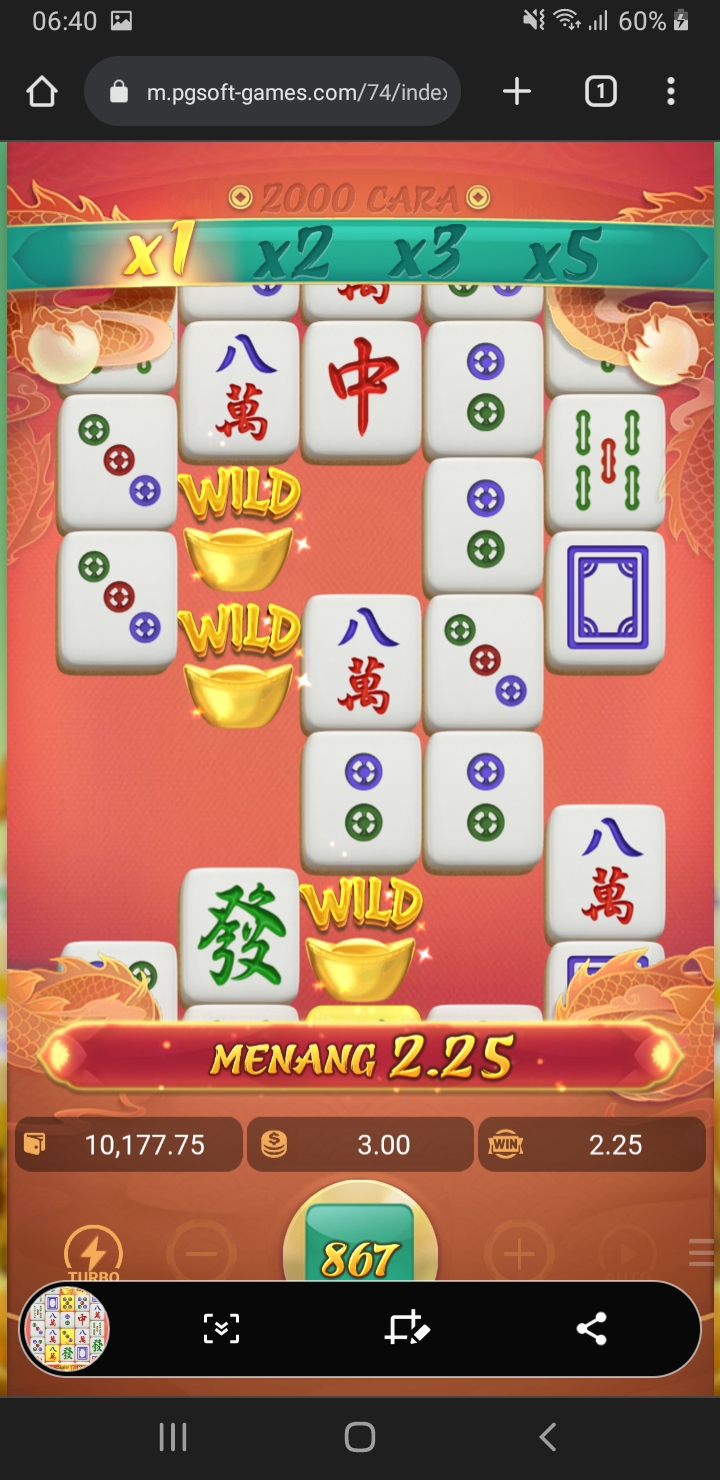 06:40 60%
m.pgsoft-games.com/74/index
1
2000 CARA
x1 x2 x3 x5
萬
八萬 中
WILD
WILD
八萬
八萬
發 WILD
MENANG 2.25
10,177.75 3.00 WIN 2.25
867
TURBO